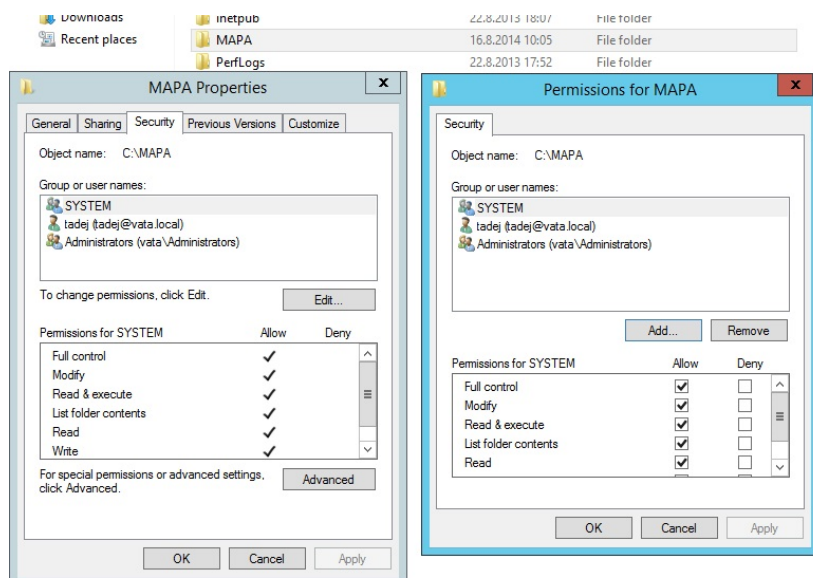 Downloads
inetpub 22.8.2013 18:07 File folder
Recent places
MAPA 16.8.2014 10:05 File folder
PerfLogs 22.8.2013 17:52 File folder
MAPA Properties
x
General Sharing Security Previous Versions Customize
Object name: C:\MAPA
Group or user names:
SYSTEM
tadej (tadej@vata.local)
Administrators (vata\Administrators)
To change permissions, click Edit.
Edit...
Permissions for SYSTEM Allow Deny
Full control
Modify
Read & execute
List folder contents
Read
Write
For special permissions or advanced settings,
click Advanced.
Advanced
OK Cancel Apply
Permissions for MAPA
x
Security
Object name: C:\MAPA
Group or user names:
SYSTEM
tadej (tadej@vata.local)
Administrators (vata\Administrators)
Add... Remove
Permissions for SYSTEM Allow Deny
Full control
Modify
Read & execute
List folder contents
Read
OK Cancel Apply